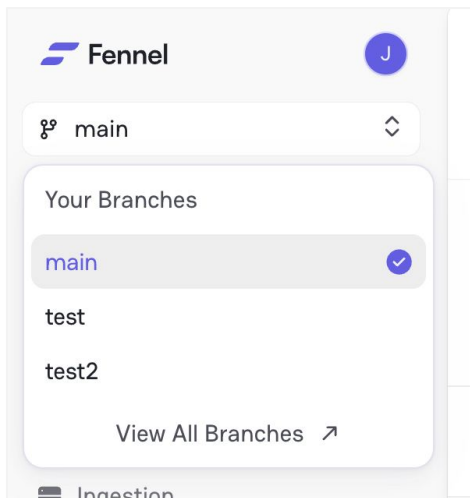 Fennel
J
main
Your Branches
main
test
test2
View All Branches
Ingestion